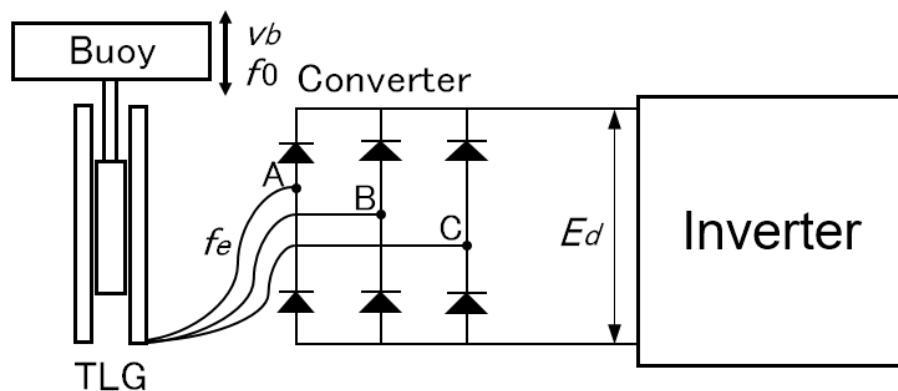 Buoy
vb
f0
Converter
A
B
C
fe
Ed
Inverter
TLG